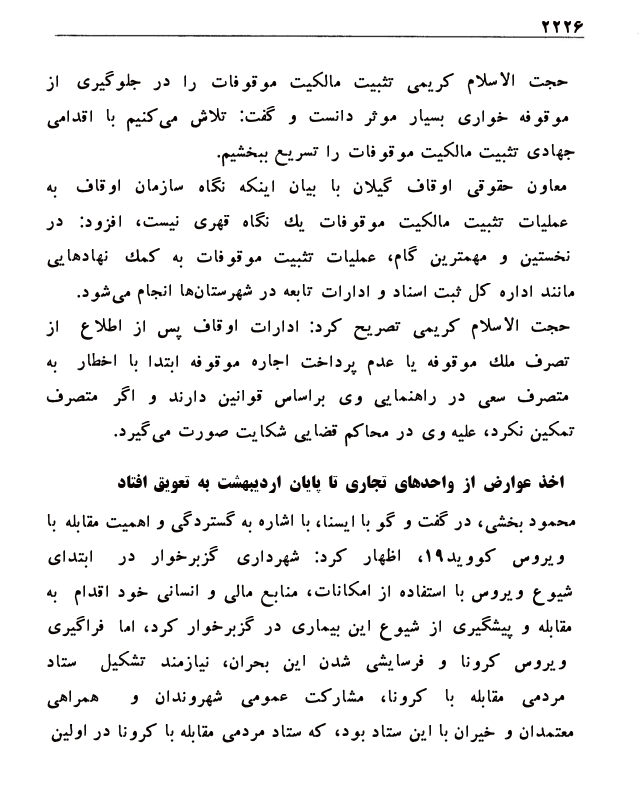 ۲۲۲۶
حجت الاسلام کریمی تثبیت مالکیت موقوفات را در جلوگیری از
موقوفه خواری بسیار موثر دانست و گفت: تلاش می‌کنیم با اقدامی
جهادی تثبیت مالکیت موقوفات را تسریع ببخشیم.
معاون حقوقی اوقاف گیلان با بیان اینکه نگاه سازمان اوقاف به
عملیات تثبیت مالکیت موقوفات یك نگاه قهری نیست، افزود: در
نخستین و مهمترین گام، عملیات تثبیت موقوفات به کمك نهادهایی
مانند اداره کل ثبت اسناد و ادارات تابعه در شهرستان‌ها انجام می‌شود.
حجت الاسلام کریمی تصریح کرد: ادارات اوقاف پس از اطلاع از
تصرف ملك موقوفه یا عدم پرداخت اجاره موقوفه ابتدا با اخطار به
متصرف سعی در راهنمایی وی براساس قوانین دارند و اگر متصرف
تمکین نکرد، علیه وی در محاکم قضایی شکایت صورت می‌گیرد.
اخذ عوارض از واحدهای تجاری تا پایان اردیبهشت به تعویق افتاد
محمود بخشی، در گفت و گو با ایسنا، با اشاره به گستردگی و اهمیت مقابله با
ویروس کووید۱۹، اظهار کرد: شهرداری گزبرخوار در ابتدای
شیوع ویروس با استفاده از امکانات، منابع مالی و انسانی خود اقدام به
مقابله و پیشگیری از شیوع این بیماری در گزبرخوار کرد، اما فراگیری
ویروس کرونا و فرسایشی شدن این بحران، نیازمند تشکیل ستاد
مردمی مقابله با کرونا، مشارکت عمومی شهروندان و همراهی
معتمدان و خیران با این ستاد بود، که ستاد مردمی مقابله با کرونا در اولین